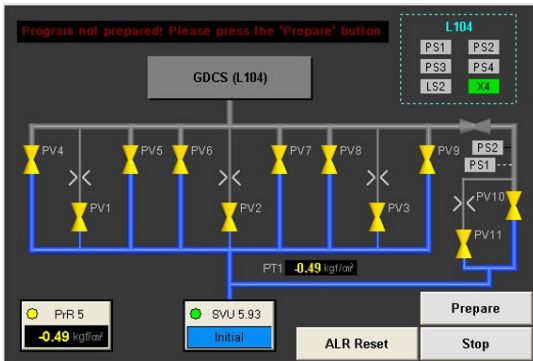 Program not prepared! Please press the 'Prepare' button
L104
PS1 PS2
PS3 PS4
LS2 X4
GDCS (L104)
PV4 PV5 PV6 PV7 PV8 PV9
PS2
PS1
PV1 PV2 PV3
PV10
PV11
PT1 -0.49 kgf/cm²
PrR 5
-0.49 kgf/cm²
SVU 5.93
Initial
Prepare
ALR Reset
Stop